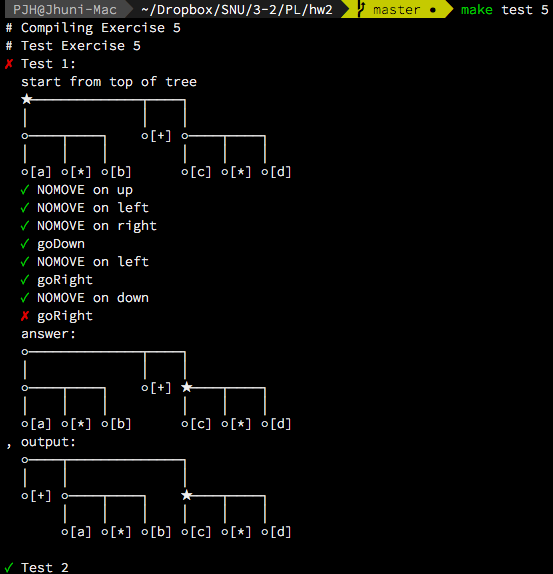 PJH@Jhuni-Mac ~/Dropbox/SNU/3-2/PL/hw2 master ● make test 5
# Compiling Exercise 5
# Test Exercise 5
✗ Test 1:
start from top of tree
[+]
[a] [*] [b] [c] [*] [d]
✓ NOMOVE on up
✓ NOMOVE on left
✓ NOMOVE on right
✓ goDown
✓ NOMOVE on left
✓ goRight
✓ NOMOVE on down
✗ goRight
answer:
[+]
[a] [*] [b] [c] [*] [d]
, output:
[+]
[a] [*] [b] [c] [*] [d]
✓ Test 2